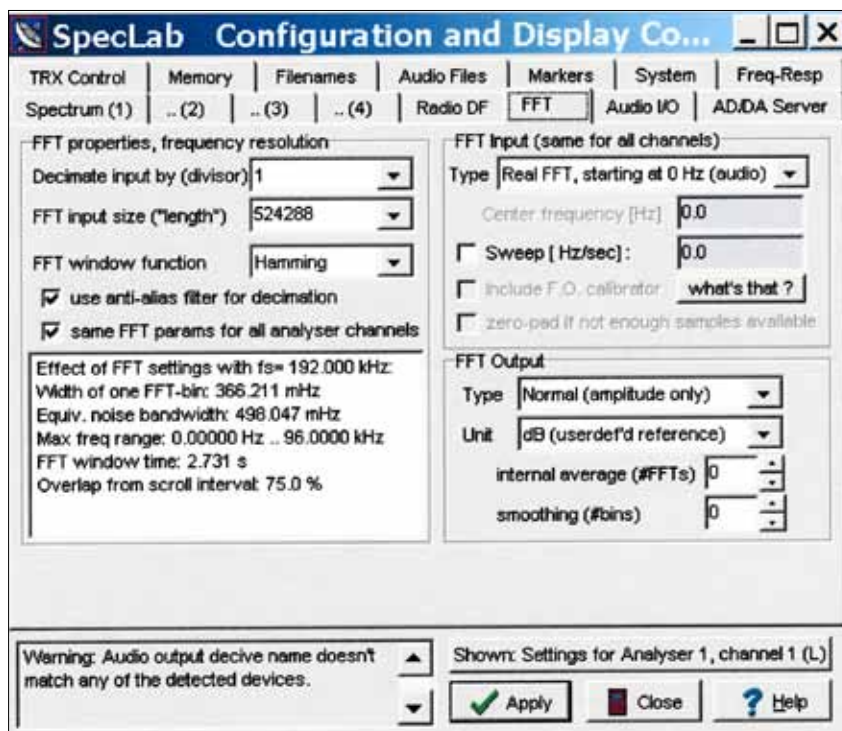 SpecLab Configuration and Display Co...
TRX Control Memory Filenames Audio Files Markers System Freq-Resp
Spectrum (1) ..(2) ..(3) ..(4) Radio DF FFT Audio I/O AD/DA Server
FFT properties, frequency resolution
Decimate input by (divisor) 1
FFT input size ("length") 524288
FFT window function Hamming
use anti-alias filter for decimation
same FFT params for all analyser channels
Effect of FFT settings with fs= 192.000 kHz:
Width of one FFT-bin: 366.211 mHz
Equiv. noise bandwidth: 498.047 mHz
Max freq range: 0.00000 Hz .. 96.0000 kHz
FFT window time: 2.731 s
Overlap from scroll interval: 75.0 %
FFT Input (same for all channels)
Type Real FFT, starting at 0 Hz (audio)
Center frequency [Hz] 0.0
Sweep [ Hz/sec] : 0.0
include F.O. calibrator what's that ?
zero-pad if not enough samples available
FFT Output
Type Normal (amplitude only)
Unit dB (userdef'd reference)
internal average (#FFTs) 0
smoothing (#bins) 0
Warning: Audio output decive name doesn't
match any of the detected devices.
Shown: Settings for Analyser 1, channel 1 (L)
Apply Close Help